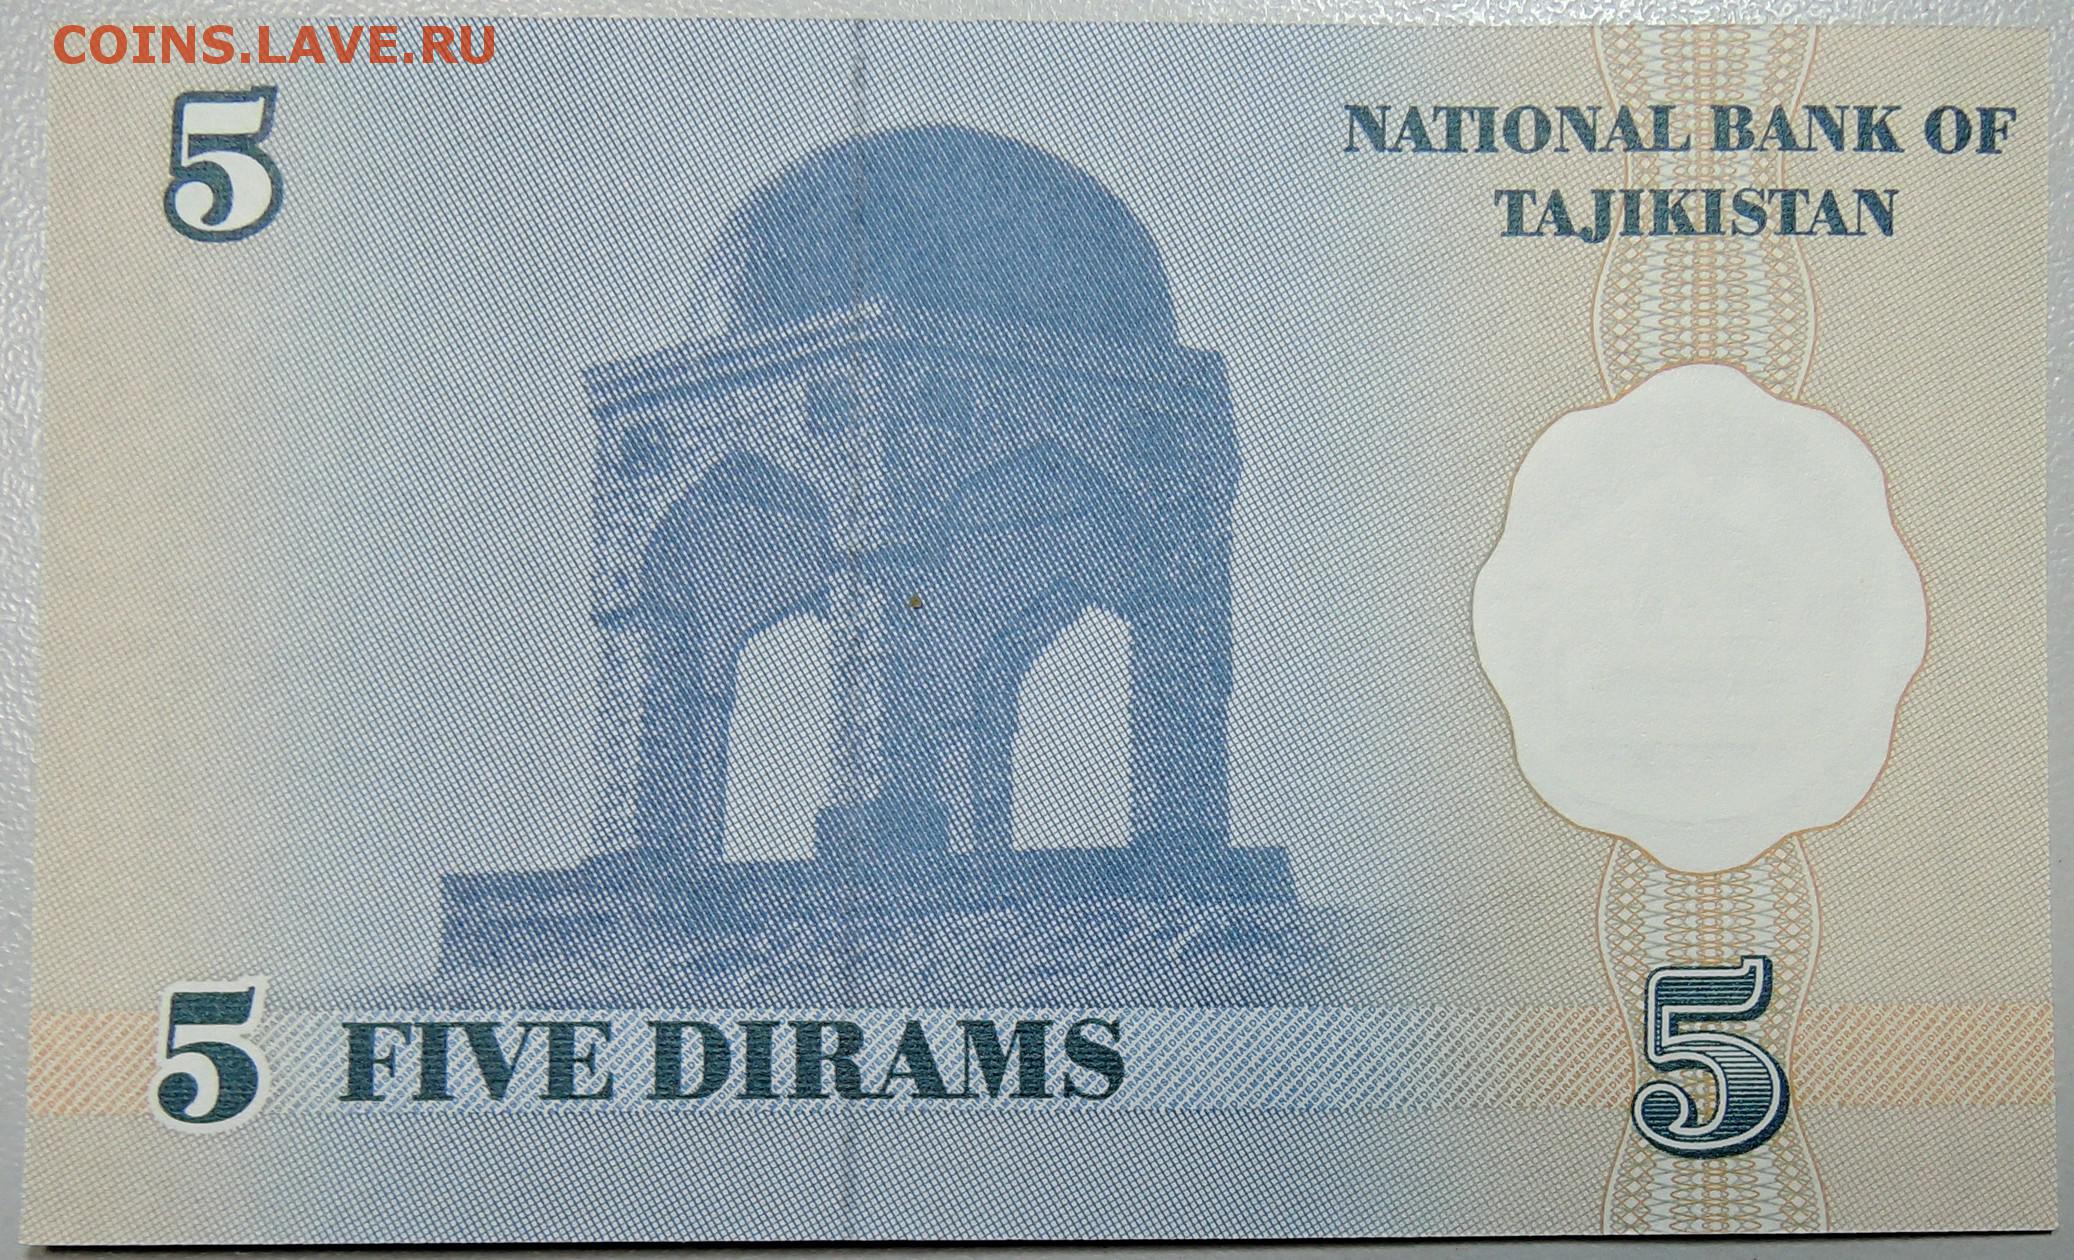 COINS.LAVE.RU
5
NATIONAL BANK OF
TAJIKISTAN
5 FIVE DIRAMS
5